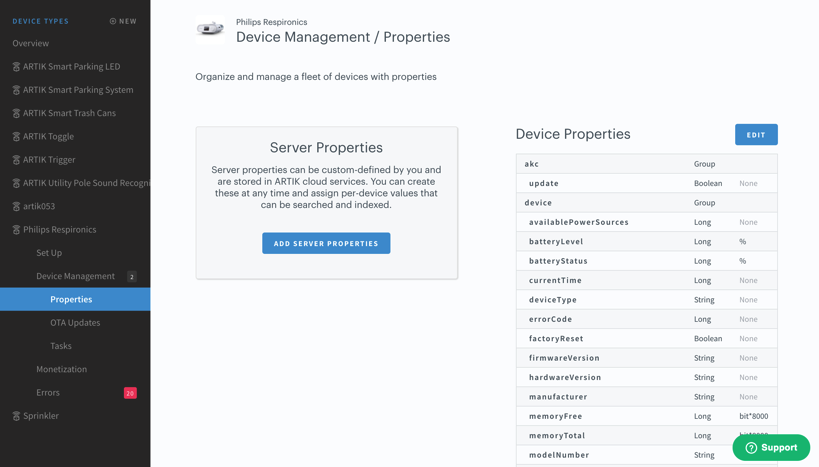 DEVICE TYPES
NEW
Overview
ARTIK Smart Parking LED
ARTIK Smart Parking System
ARTIK Smart Trash Cans
ARTIK Toggle
ARTIK Trigger
ARTIK Utility Pole Sound Recogni
artik053
Philips Respironics
Set Up
Device Management 2
Properties
OTA Updates
Tasks
Monetization
Errors 20
Sprinkler
Philips Respironics
Device Management / Properties
Organize and manage a fleet of devices with properties
Server Properties
Server properties can be custom-defined by you and
are stored in ARTIK cloud services. You can create
these at any time and assign per-device values that
can be searched and indexed.
ADD SERVER PROPERTIES
Device Properties
EDIT
akc Group
update Boolean None
device Group
availablePowerSources Long None
batteryLevel Long %
batteryStatus Long %
currentTime Long None
deviceType String None
errorCode Long None
factoryReset Boolean None
firmwareVersion String None
hardwareVersion String None
manufacturer String None
memoryFree Long bit*8000
memoryTotal Long
modelNumber String
Support